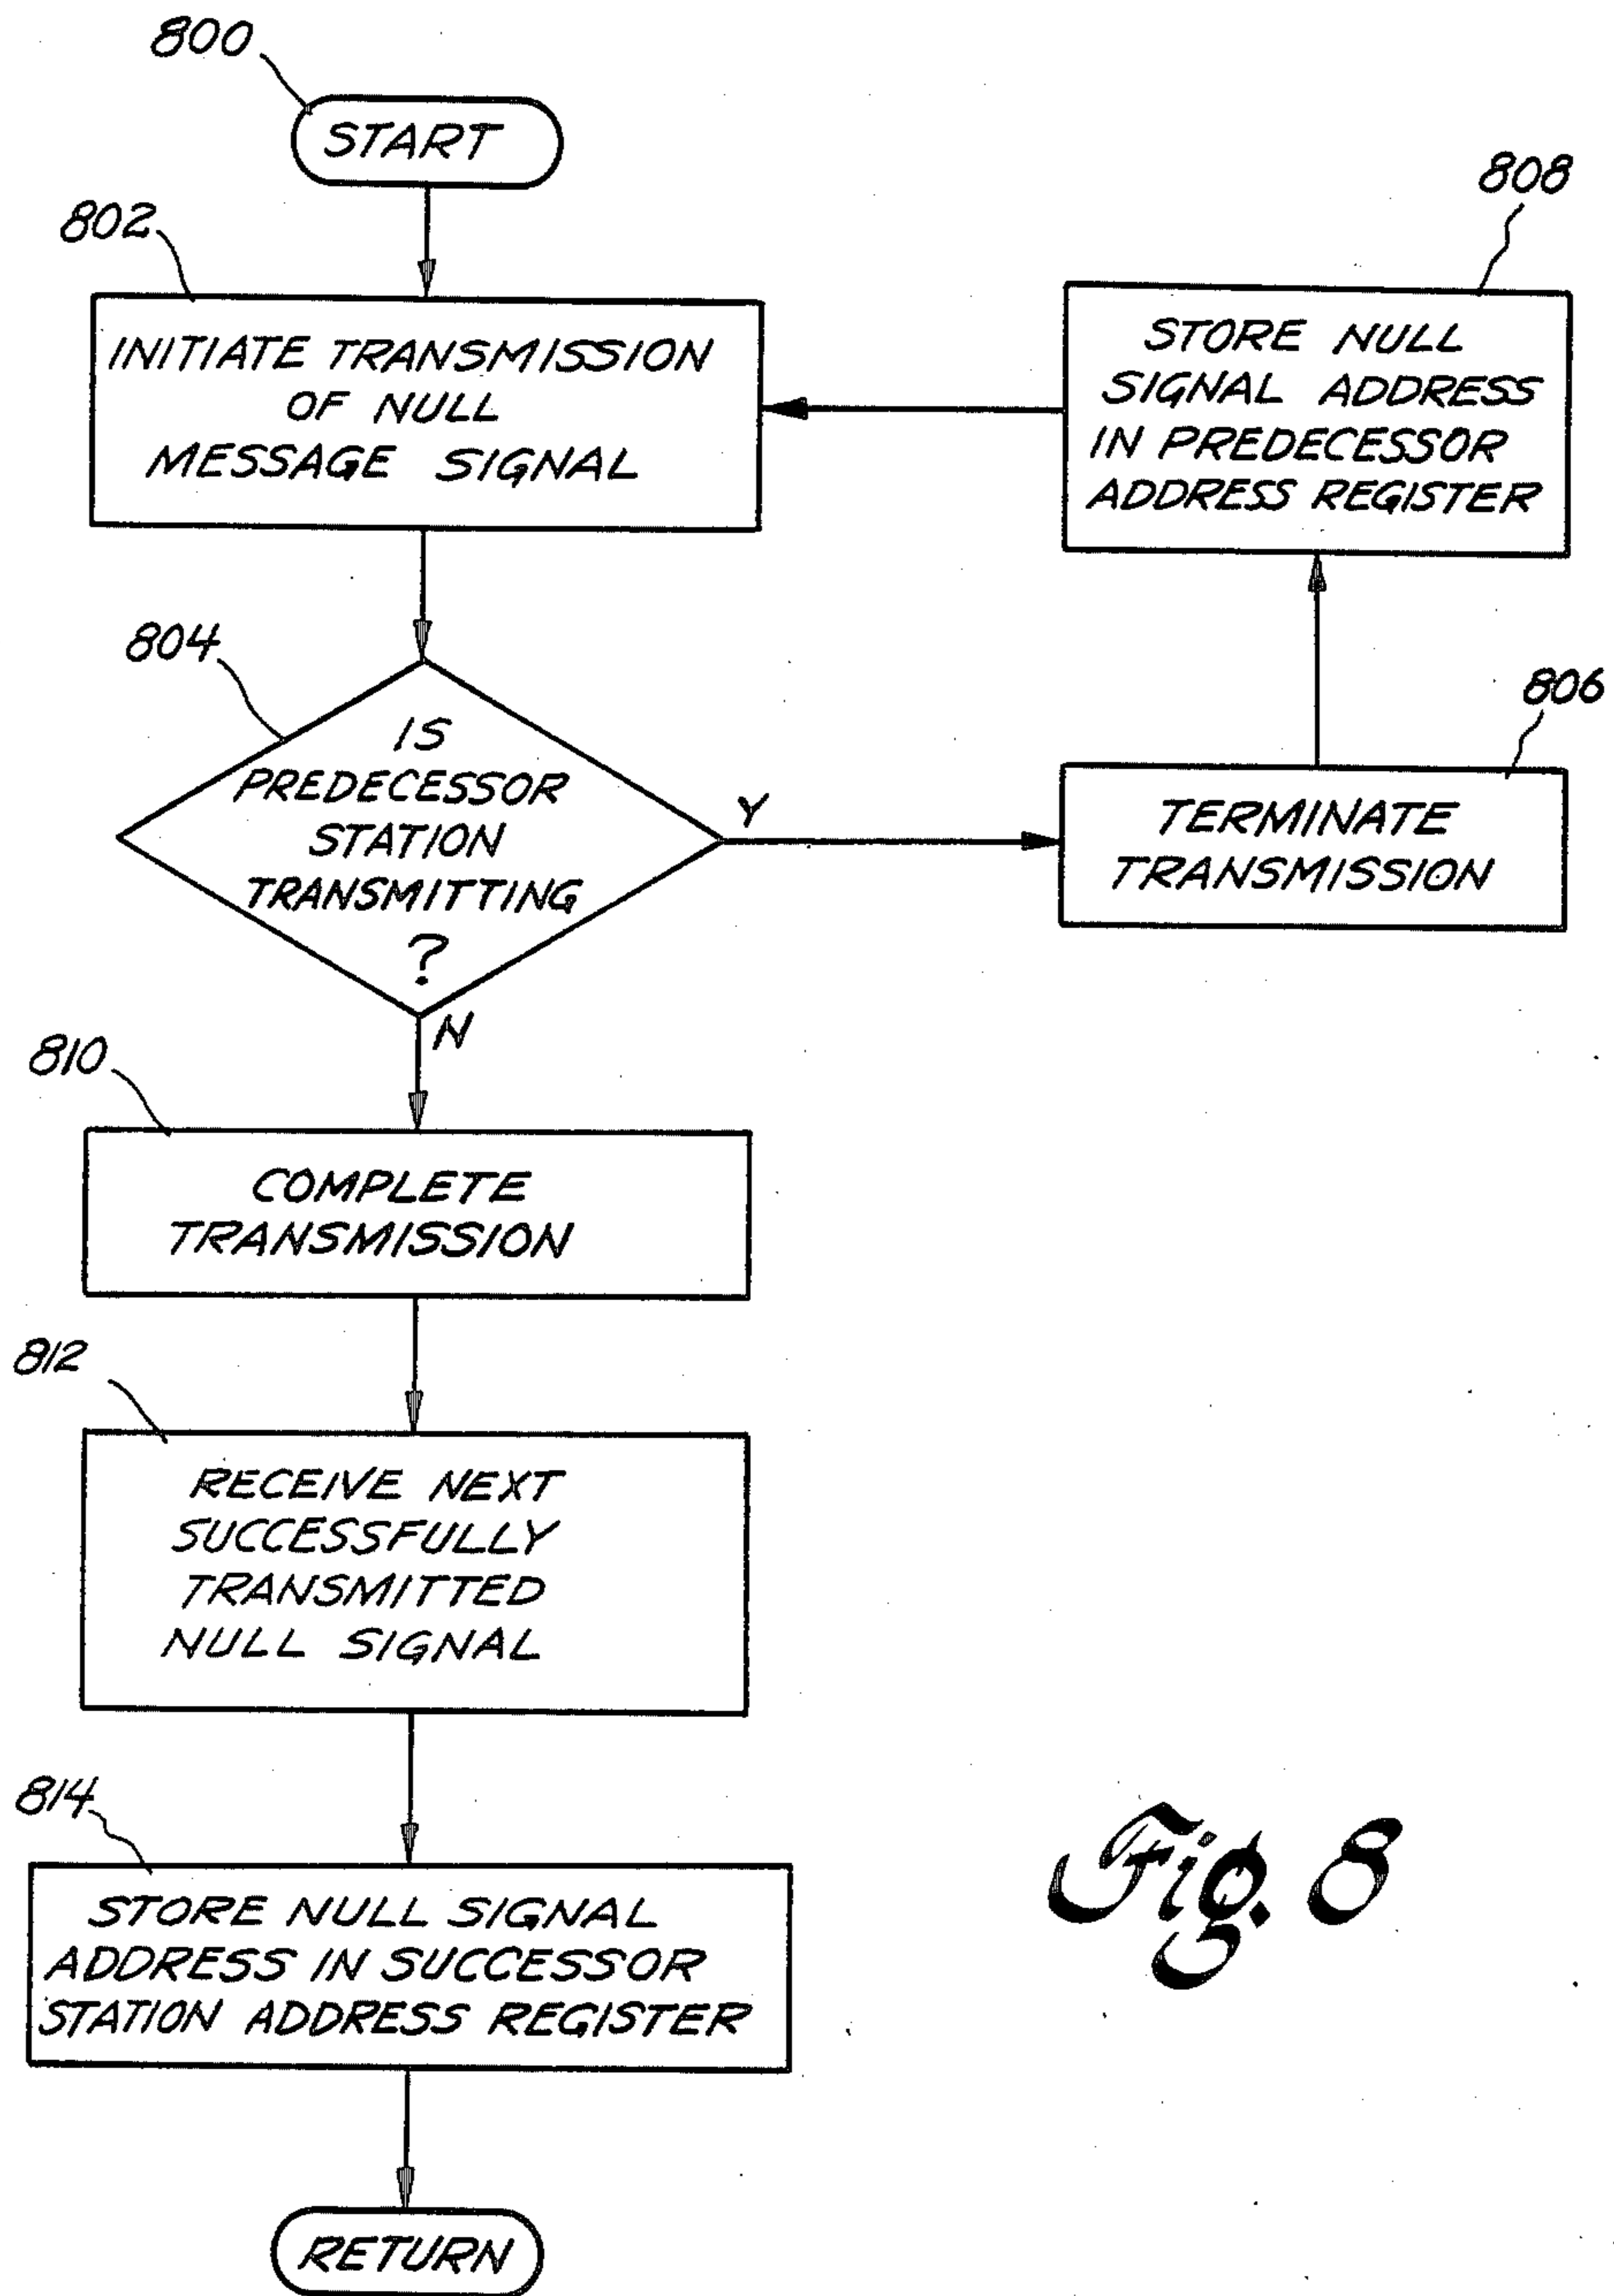 800
START
802
INITIATE TRANSMISSION
OF NULL
MESSAGE SIGNAL
808
STORE NULL
SIGNAL ADDRESS
IN PREDECESSOR
ADDRESS REGISTER
804
IS
PREDECESSOR
STATION
TRANSMITTING
?
Y
N
806
TERMINATE
TRANSMISSION
810
COMPLETE
TRANSMISSION
812
RECEIVE NEXT
SUCCESSFULLY
TRANSMITTED
NULL SIGNAL
814
STORE NULL SIGNAL
ADDRESS IN SUCCESSOR
STATION ADDRESS REGISTER
RETURN
Fig. 8